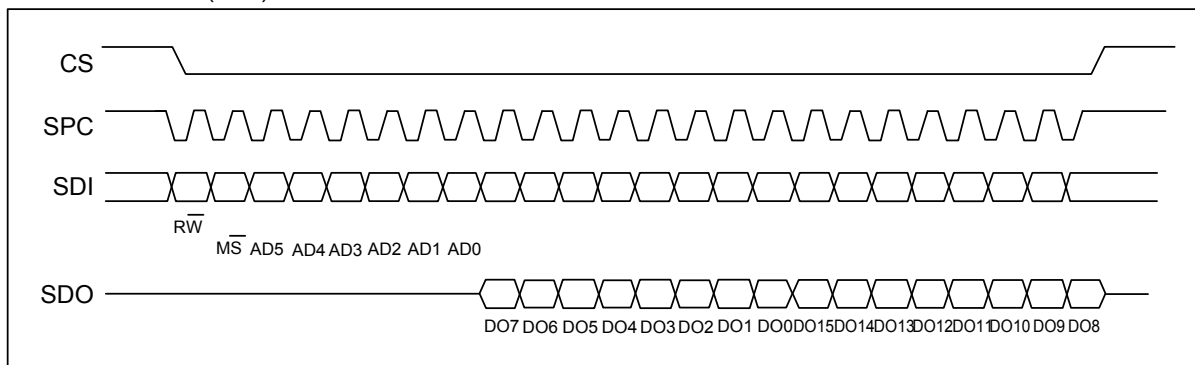 CS
SPC
SDI
RW
MS AD5 AD4 AD3 AD2 AD1 AD0
SDO
DO7 DO6 DO5 DO4 DO3 DO2 DO1 DO0 DO15 DO14 DO13 DO12 DO11 DO10 DO9 DO8